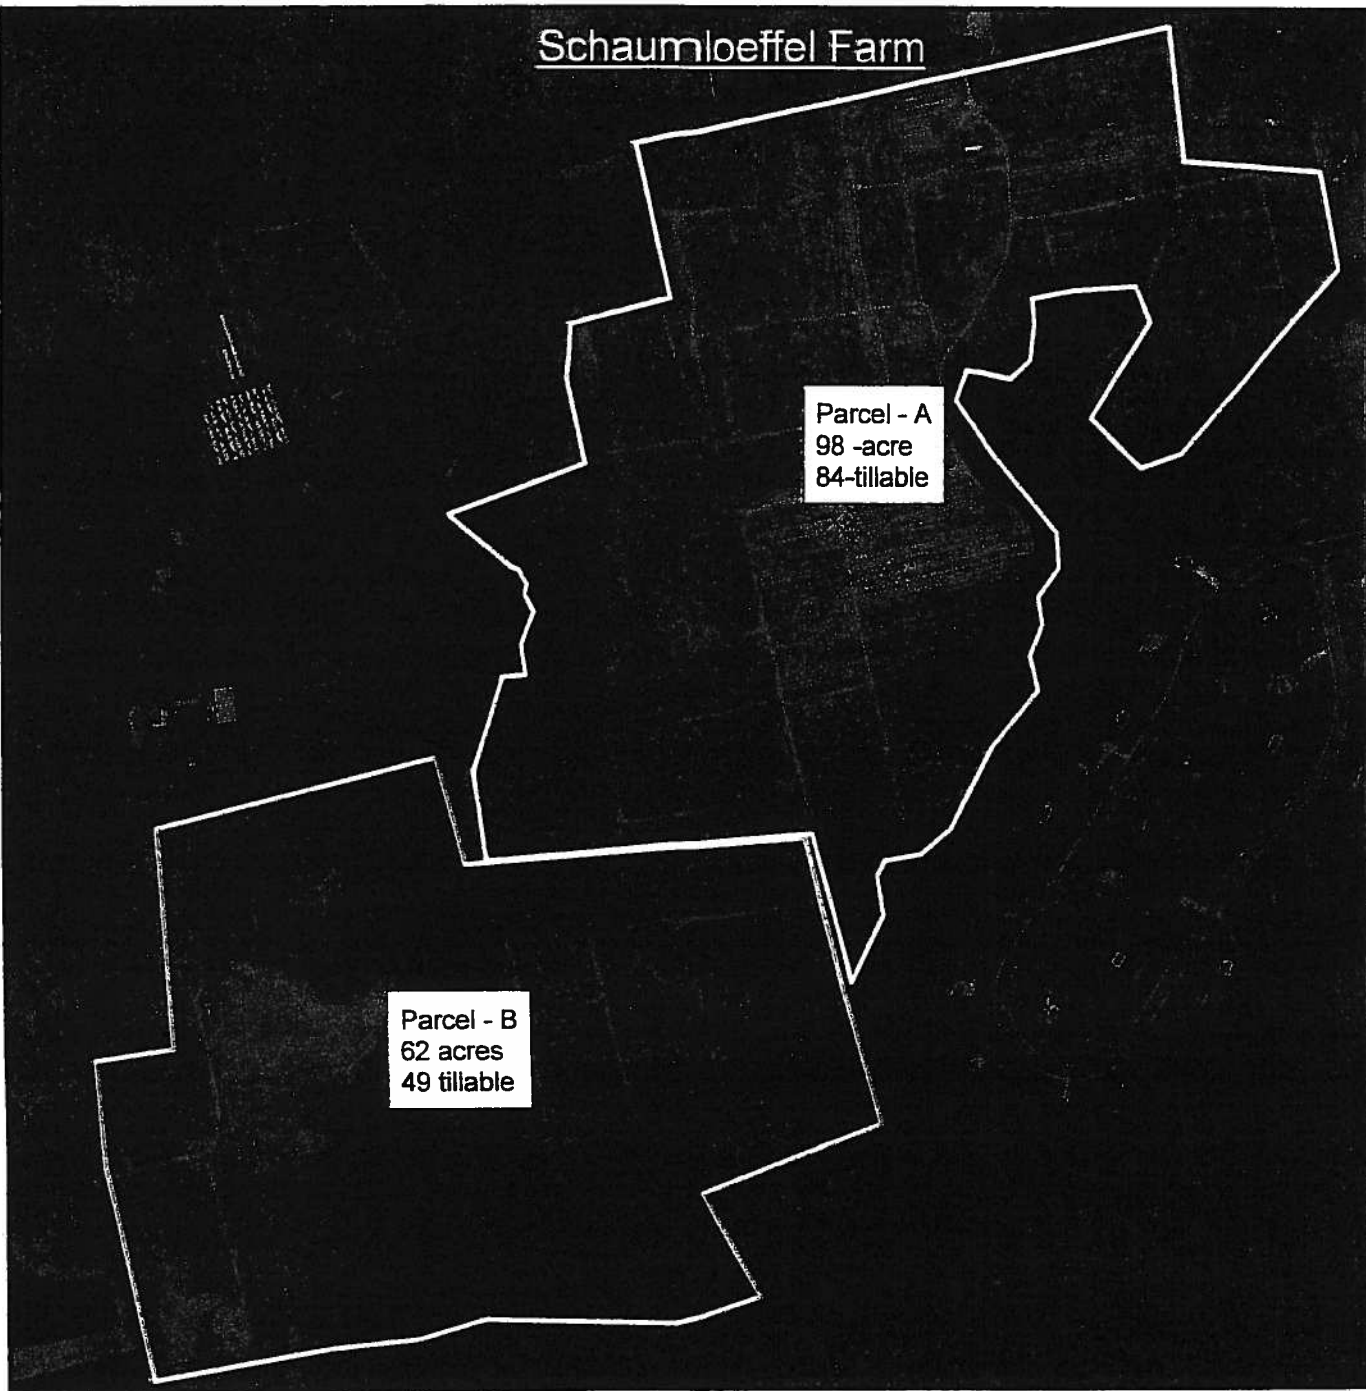 Schaumloeffel Farm
Parcel - A
98 -acre
84-tillable
Parcel - B
62 acres
49 tillable